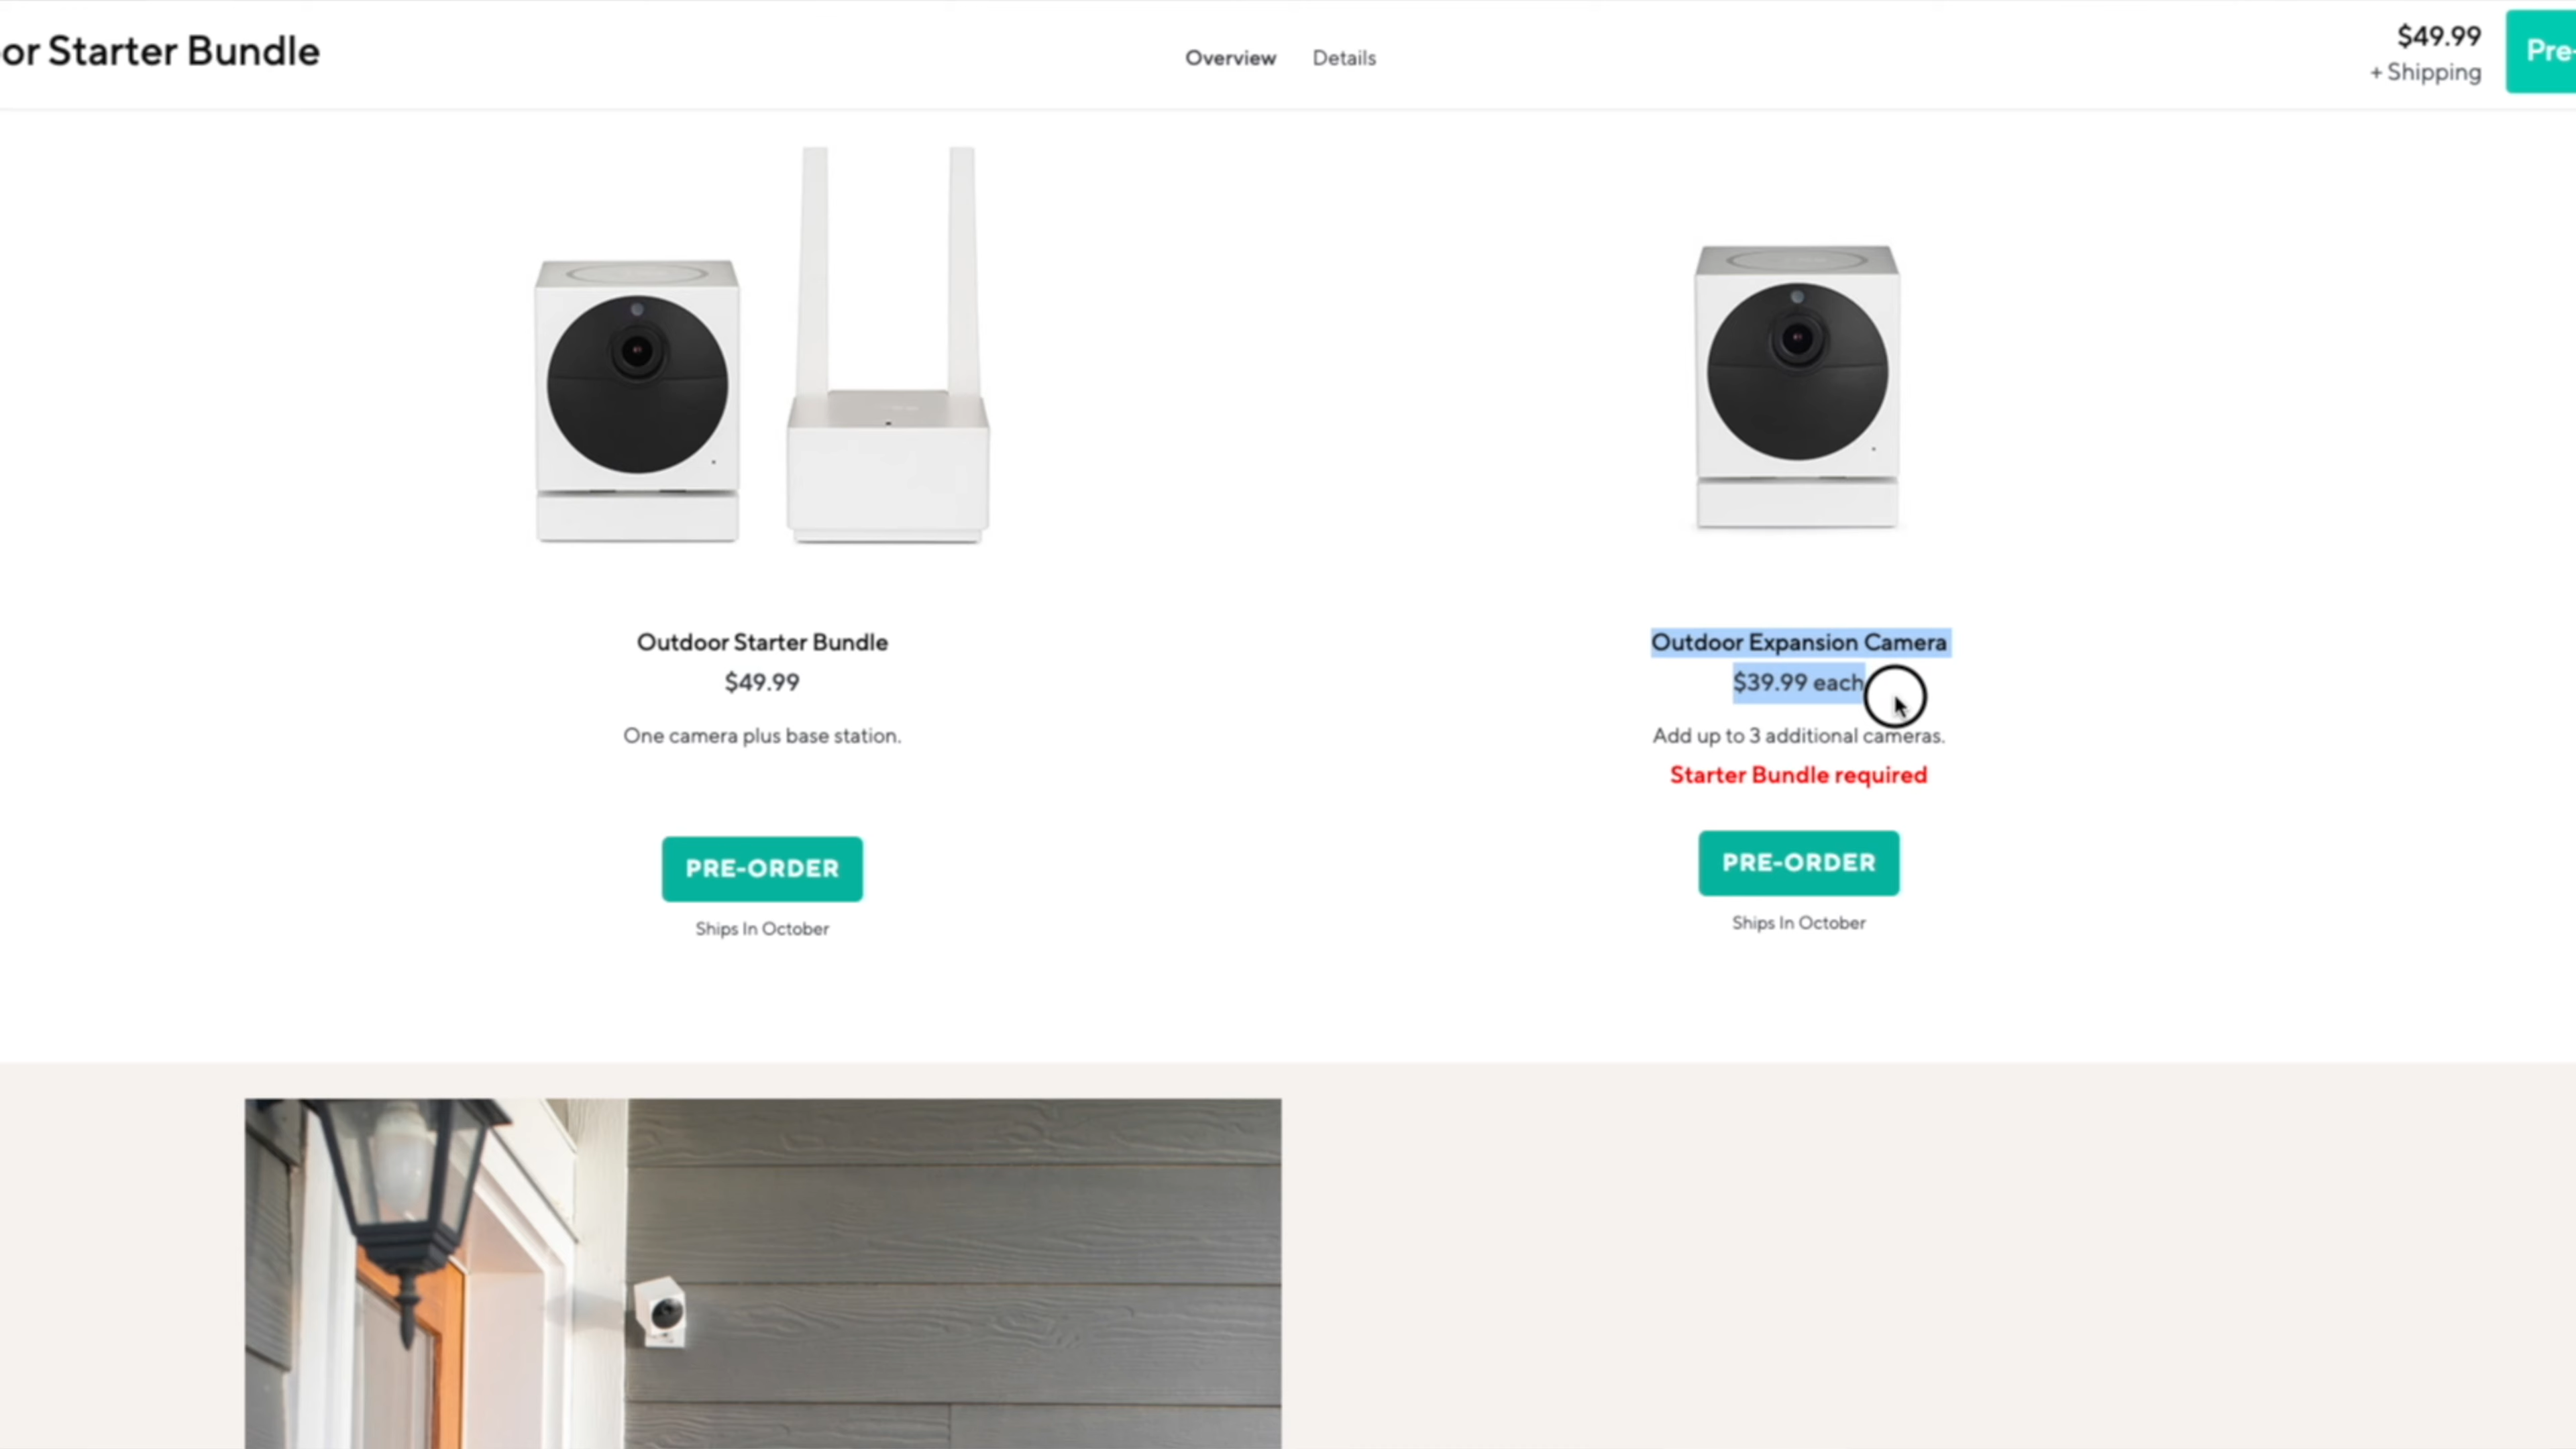 or Starter Bundle
Overview
Details
$49.99
+ Shipping
Pre-
Outdoor Starter Bundle
$49.99
One camera plus base station.
PRE-ORDER
Ships In October
Outdoor Expansion Camera
$39.99 each
Add up to 3 additional cameras.
Starter Bundle required
PRE-ORDER
Ships In October